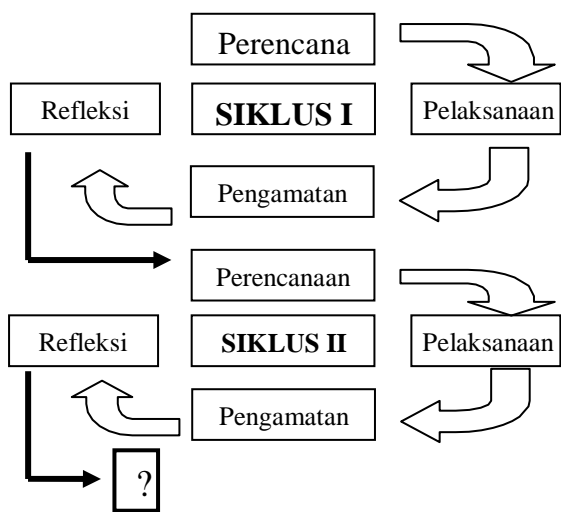 Perencana
Refleksi
SIKLUS I
Pelaksanaan
Pengamatan
Perencanaan
Refleksi
SIKLUS II
Pelaksanaan
Pengamatan
?